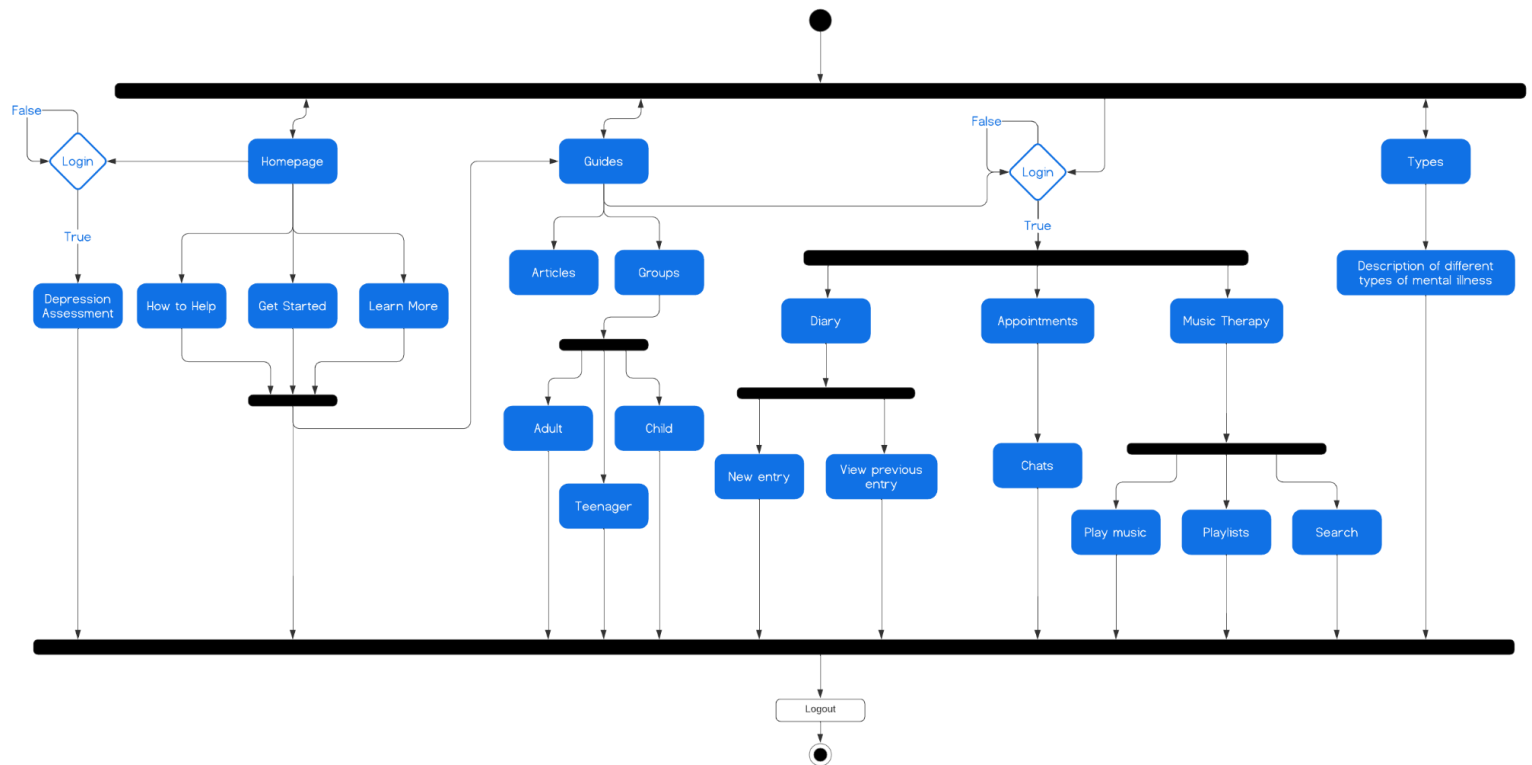 False
Login
Homepage
Guides
False
Login
Types
True
True
Articles
Groups
Description of different
types of mental illness
Depression
Assessment
How to Help
Get Started
Learn More
Diary
Appointments
Music Therapy
Adult
Child
Chats
New entry
View previous
entry
Teenager
Play music
Playlists
Search
Logout